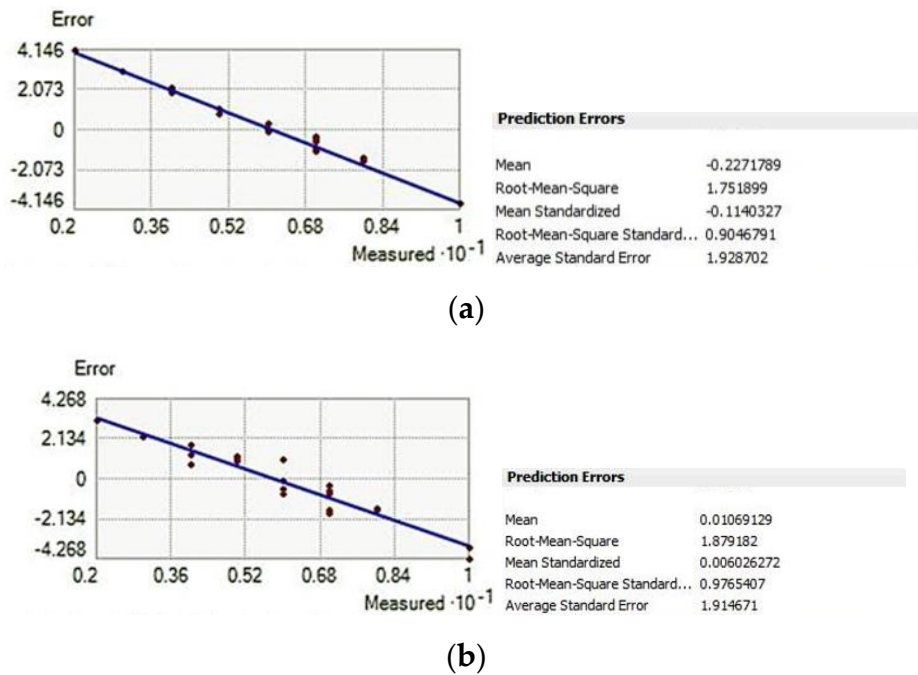 Error
4.146
2.073
0
-2.073
-4.146
0.2 0.36 0.52 0.68 0.84 1
Measured ·10⁻¹
Prediction Errors
Mean -0.2271789
Root-Mean-Square 1.751899
Mean Standardized -0.1140327
Root-Mean-Square Standard... 0.9046791
Average Standard Error 1.928702
(a)
Error
4.268
2.134
0
-2.134
-4.268
0.2 0.36 0.52 0.68 0.84 1
Measured ·10⁻¹
Prediction Errors
Mean 0.01069129
Root-Mean-Square 1.879182
Mean Standardized 0.006026272
Root-Mean-Square Standard... 0.9765407
Average Standard Error 1.914671
(b)